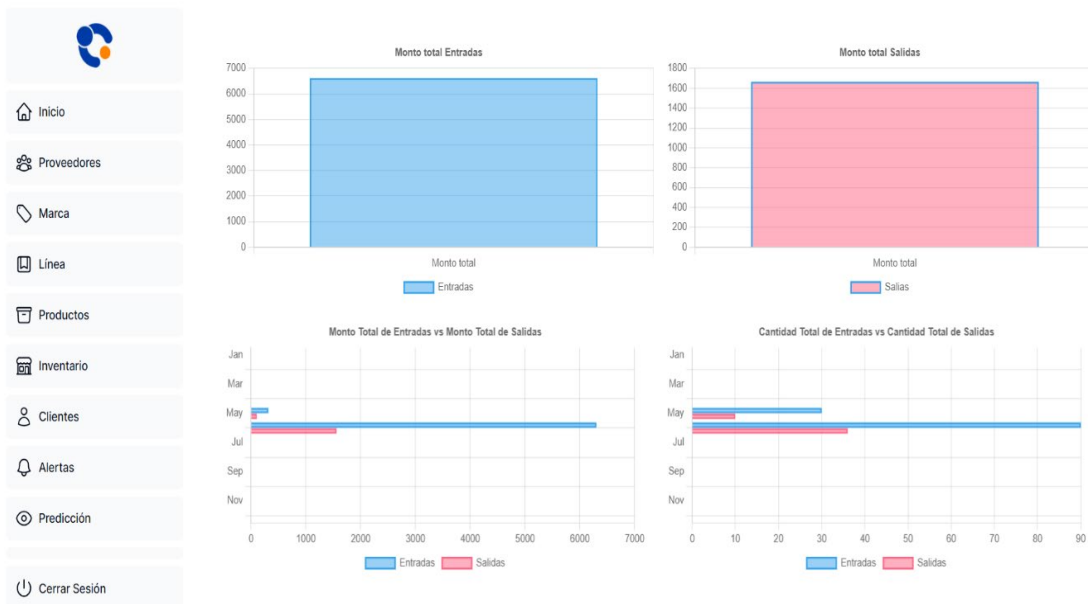 Inicio
Proveedores
Marca
Línea
Productos
Inventario
Clientes
Alertas
Predicción
Cerrar Sesión
Monto total Entradas
7000
6000
5000
4000
3000
2000
1000
0
Monto total
Entradas
Monto total Salidas
1800
1600
1400
1200
1000
800
600
400
200
0
Monto total
Salias
Monto Total de Entradas vs Monto Total de Salidas
Jan
Mar
May
Jul
Sep
Nov
0 1000 2000 3000 4000 5000 6000 7000
Entradas Salidas
Cantidad Total de Entradas vs Cantidad Total de Salidas
Jan
Mar
May
Jul
Sep
Nov
0 10 20 30 40 50 60 70 80 90
Entradas Salidas